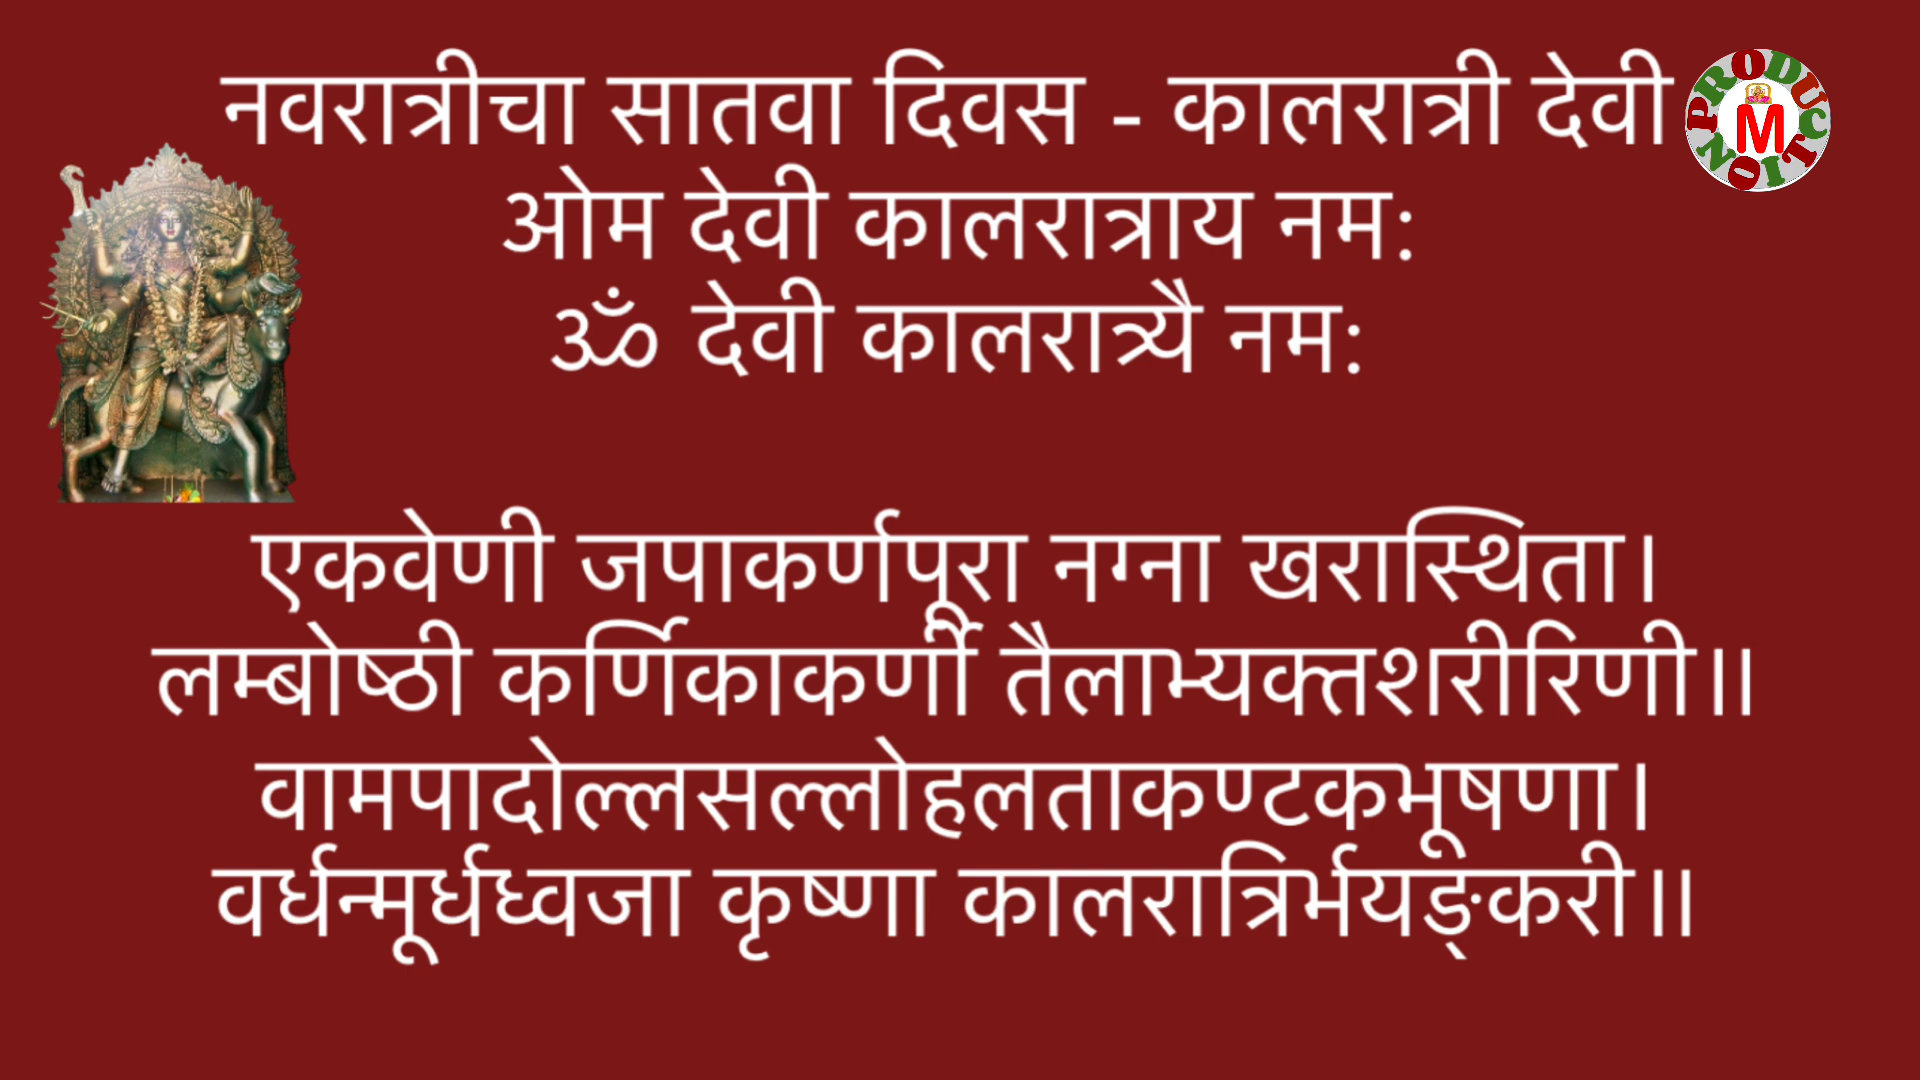 नवरात्रीचा सातवा दिवस - कालरात्री देवी
ओम देवी कालरात्राय नम:
ॐ देवी कालरात्र्यै नम:
एकवेणी जपाकर्णपूरा नग्ना खरास्थिता।
लम्बोष्ठी कर्णिकाकर्णी तैलाभ्यक्तशरीरिणी॥
वामपादोल्लसल्लोहलताकण्टकभूषणा।
वर्धन्मूर्धध्वजा कृष्णा कालरात्रिर्भयङ्करी॥
M PRODUCTION